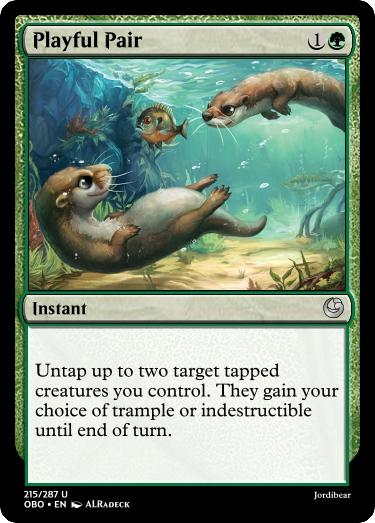 Playful Pair 1
Instant
Untap up to two target tapped
creatures you control. They gain your
choice of trample or indestructible
until end of turn.
215/287 U
OBO • EN ALRADECK
Jordibear